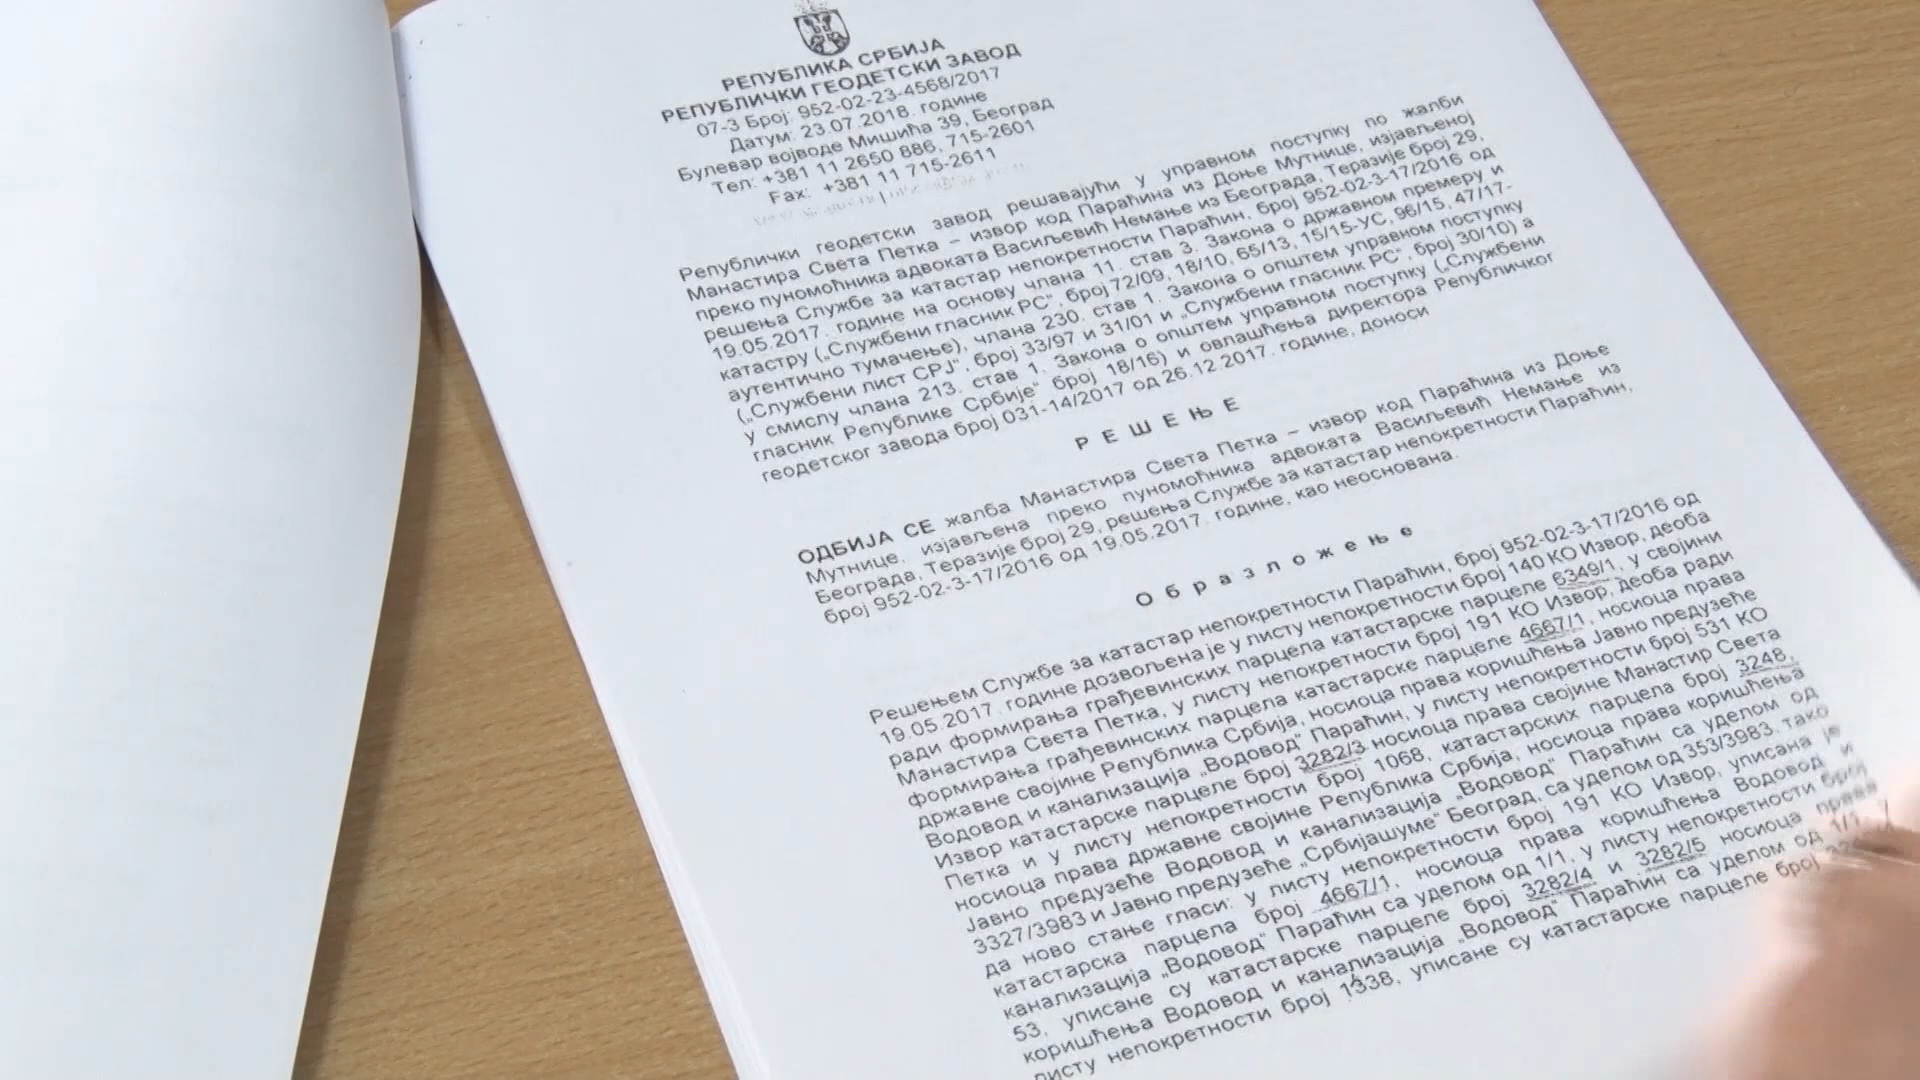 РЕПУБЛИКА СРБИЈА
РЕПУБЛИЧКИ ГЕОДЕТСКИ ЗАВОД
07-3 Број: 952-02-23-4568/2017
Датум: 23.07.2018. године
Булевар војводе Мишића 39, Београд
Тел: +381 11 2650 886, 715-2601
Fax: +381 11 715-2611
Републички геодетски завод решавајући у управном поступку по жалби
Манастира Света Петка – извор код Параћина из Доње Мутнице, изјављеној
преко пуномоћника адвоката Васиљевић Немање из Београда, Теразије број 29,
решења Службе за катастар непокретности Параћин, број 952-02-3-17/2016 од
19.05.2017. године на основу члана 11. став 3. Закона о државном премеру и
катастру („Службени гласник РС“, број 72/09, 18/10, 65/13, 15/15-УС, 96/15, 47/17-
аутентично тумачење), члана 230. став 1. Закона о општем управном поступку
(„Службени лист СРЈ“, број 33/97 и 31/01 и „Службени гласник РС“, број 30/10) а
у смислу члана 213. став 1. Закона о општем управном поступку („Службени
гласник Републике Србије“ број 18/16) и овлашћења директора Републичког
геодетског завода број 031-14/2017 од 26.12.2017. године, доноси
Р Е Ш Е Њ Е
ОДБИЈА СЕ жалба Манастира Света Петка – извор код Параћина из Доње
Мутнице, изјављена преко пуномоћника адвоката Васиљевић Немање из
Београда, Теразије број 29, решења Службе за катастар непокретности Параћин,
број 952-02-3-17/2016 од 19.05.2017. године, као неоснована.
О б р а з л о ж е њ е
Решењем Службе за катастар непокретности Параћин, број 952-02-3-17/2016 од
19.05.2017. године дозвољена је у листу непокретности број 140 КО Извор, деоба
ради формирања грађевинских парцела катастарске парцеле 6349/1, у својини
Манастира Света Петка, у листу непокретности број 191 КО Извор, деоба ради
формирања грађевинских парцела катастарске парцеле 4667/1, носиоца права
државне својине Република Србија, носиоца права коришћења Јавно предузеће
Водовод и канализација „Водовод“ Параћин, у листу непокретности број 531 КО
Извор катастарске парцеле број 3282/3 носиоца права својине Манастир Света
Петка и у листу непокретности број 1068, катастарских парцела број 3248,
носиоца права државне својине Република Србија, носиоца права коришћења
Јавно предузеће Водовод и канализација „Водовод“ Параћин са уделом од
3327/3983 и Јавно предузеће „Србијашуме“ Београд, са уделом од 353/3983, тако
да ново стање гласи: у листу непокретности број 191 КО Извор, уписана је
катастарска парцела број 4667/1, носиоца права коришћења Водовод и
канализација „Водовод“ Параћин са уделом од 1/1, у листу непокретности број
53, уписане су катастарске парцеле број 3282/4 и 3282/5 носиоца права
коришћења Водовод и канализација „Водовод“ Параћин са уделом од 1/1 у
листу непокретности број 1338, уписане су катастарске парцеле број